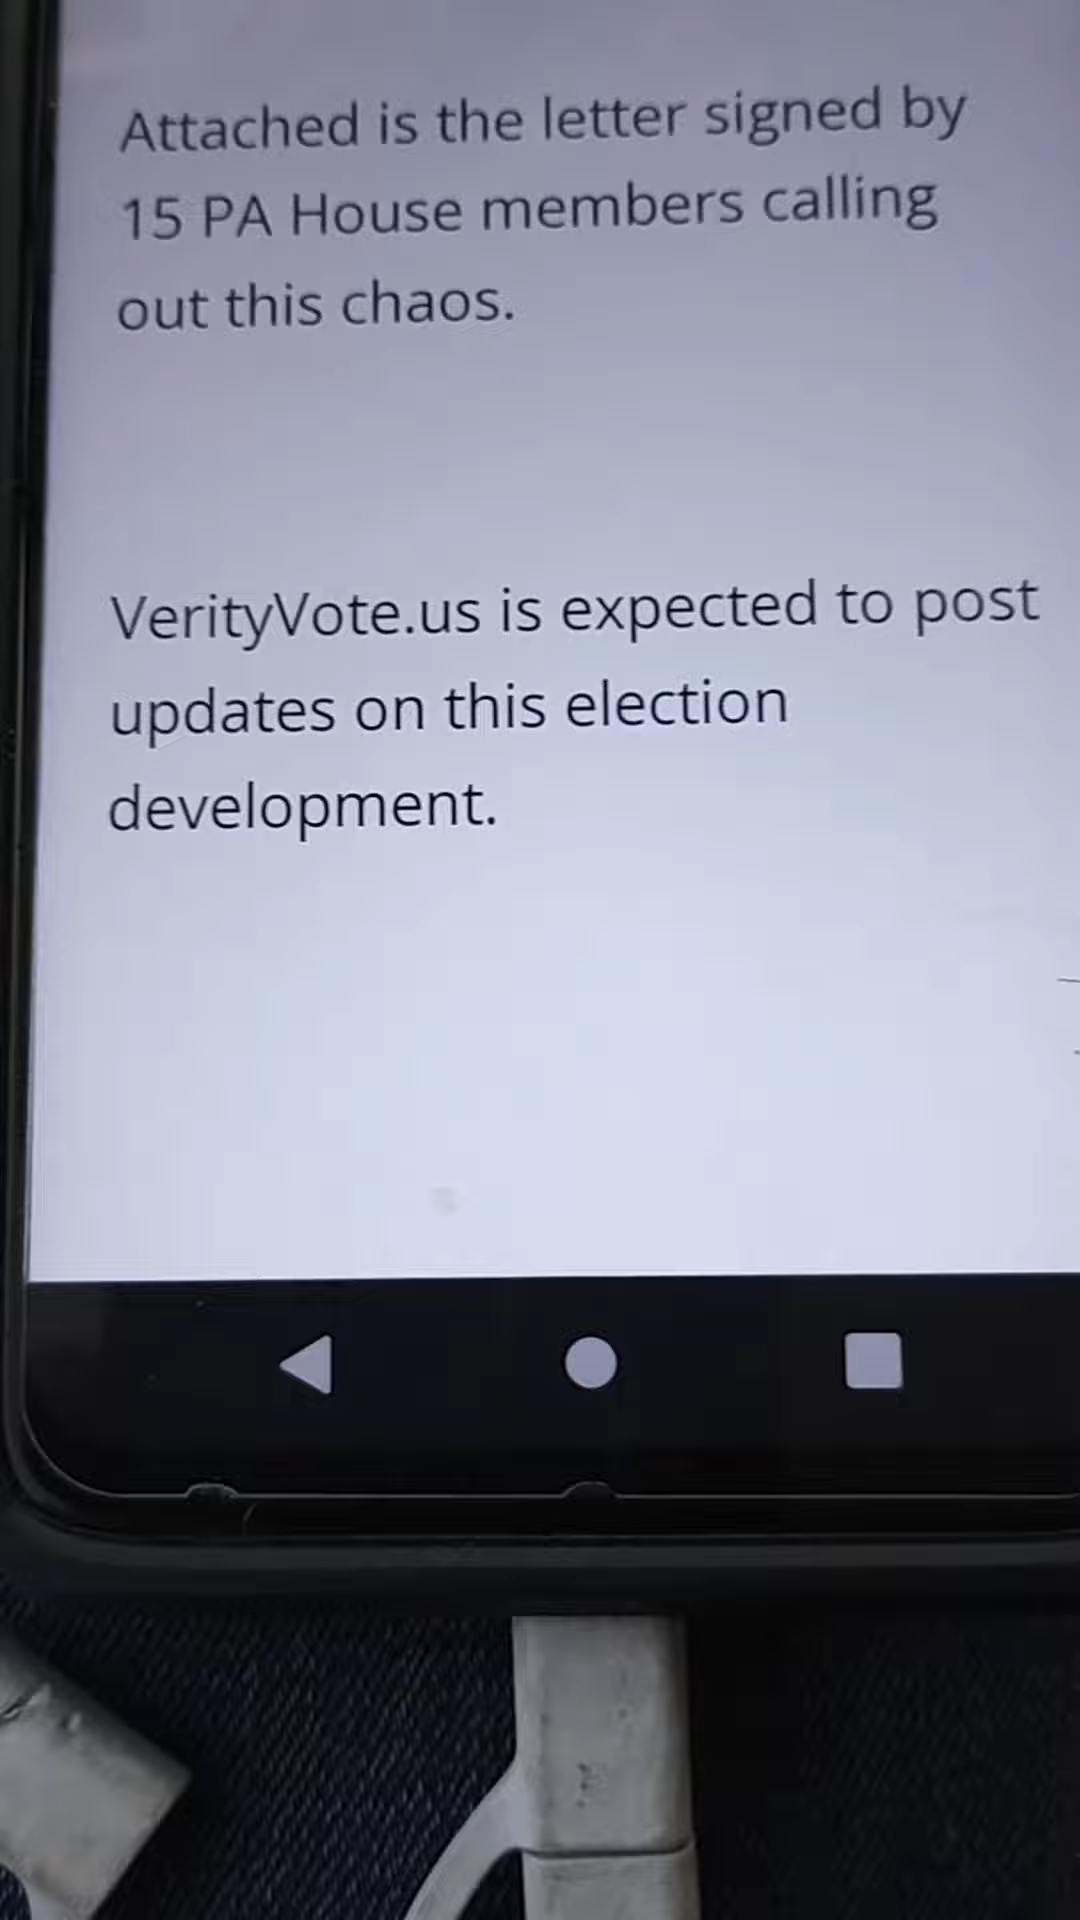 Attached is the letter signed by
15 PA House members calling
out this chaos.
VerityVote.us is expected to post
updates on this election
development.